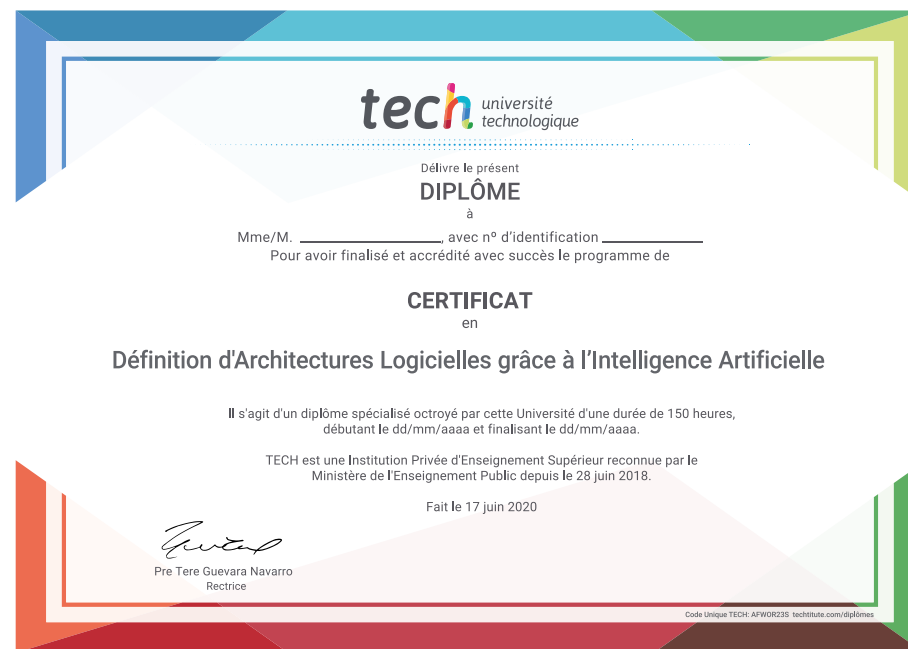 tech université
technologique
Délivre le présent
DIPLÔME
à
Mme/M. ____________________, avec nº d'identification ______________
Pour avoir finalisé et accrédité avec succès le programme de
CERTIFICAT
en
Définition d'Architectures Logicielles grâce à l'Intelligence Artificielle
Il s'agit d'un diplôme spécialisé octroyé par cette Université d'une durée de 150 heures,
débutant le dd/mm/aaaa et finalisant le dd/mm/aaaa.
TECH est une Institution Privée d'Enseignement Supérieur reconnue par le
Ministère de l'Enseignement Public depuis le 28 juin 2018.
Fait le 17 juin 2020
Pre Tere Guevara Navarro
Rectrice
Code Unique TECH: AFWOR23S techtitute.com/diplômes